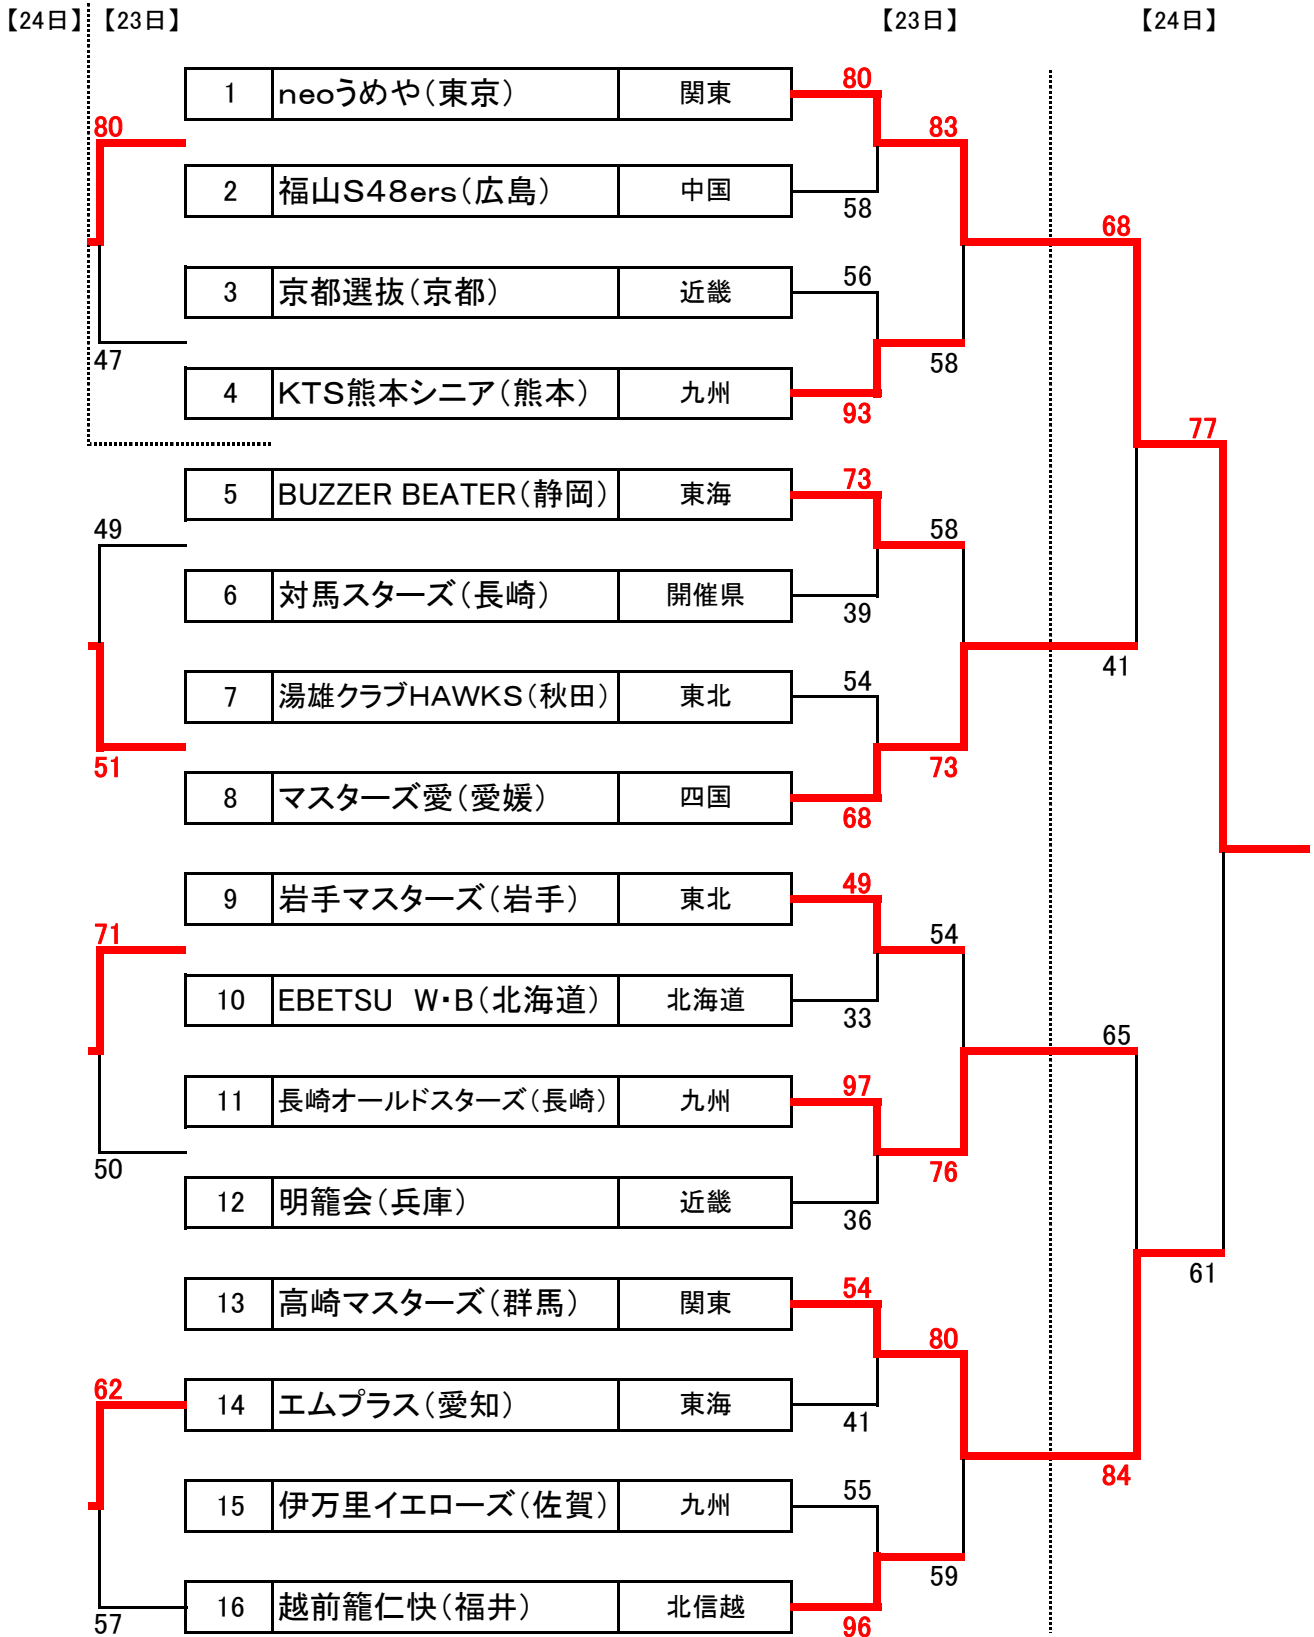 【24日】 【23日】 【23日】 【24日】
1 neoうめや(東京) 関東 80
80 83
2 福山S48ers(広島) 中国
58
68
3 京都選抜(京都) 近畿 56
47 58
4 KTS熊本シニア(熊本) 九州
93
77
5 BUZZER BEATER(静岡) 東海 73
49 58
6 対馬スターズ(長崎) 開催県
39
41
7 湯雄クラブHAWKS(秋田) 東北 54
51 73
8 マスターズ愛(愛媛) 四国
68
9 岩手マスターズ(岩手) 東北 49
71 54
10 EBETSU　W・B(北海道) 北海道
33
65
11 長崎オールドスターズ(長崎) 九州 97
50 76
12 明籠会(兵庫) 近畿
36
61
13 高崎マスターズ(群馬) 関東 54
80
62
14 エムプラス(愛知) 東海
41
84
15 伊万里イエローズ(佐賀) 九州 55
59
16 越前籠仁快(福井) 北信越
57 96